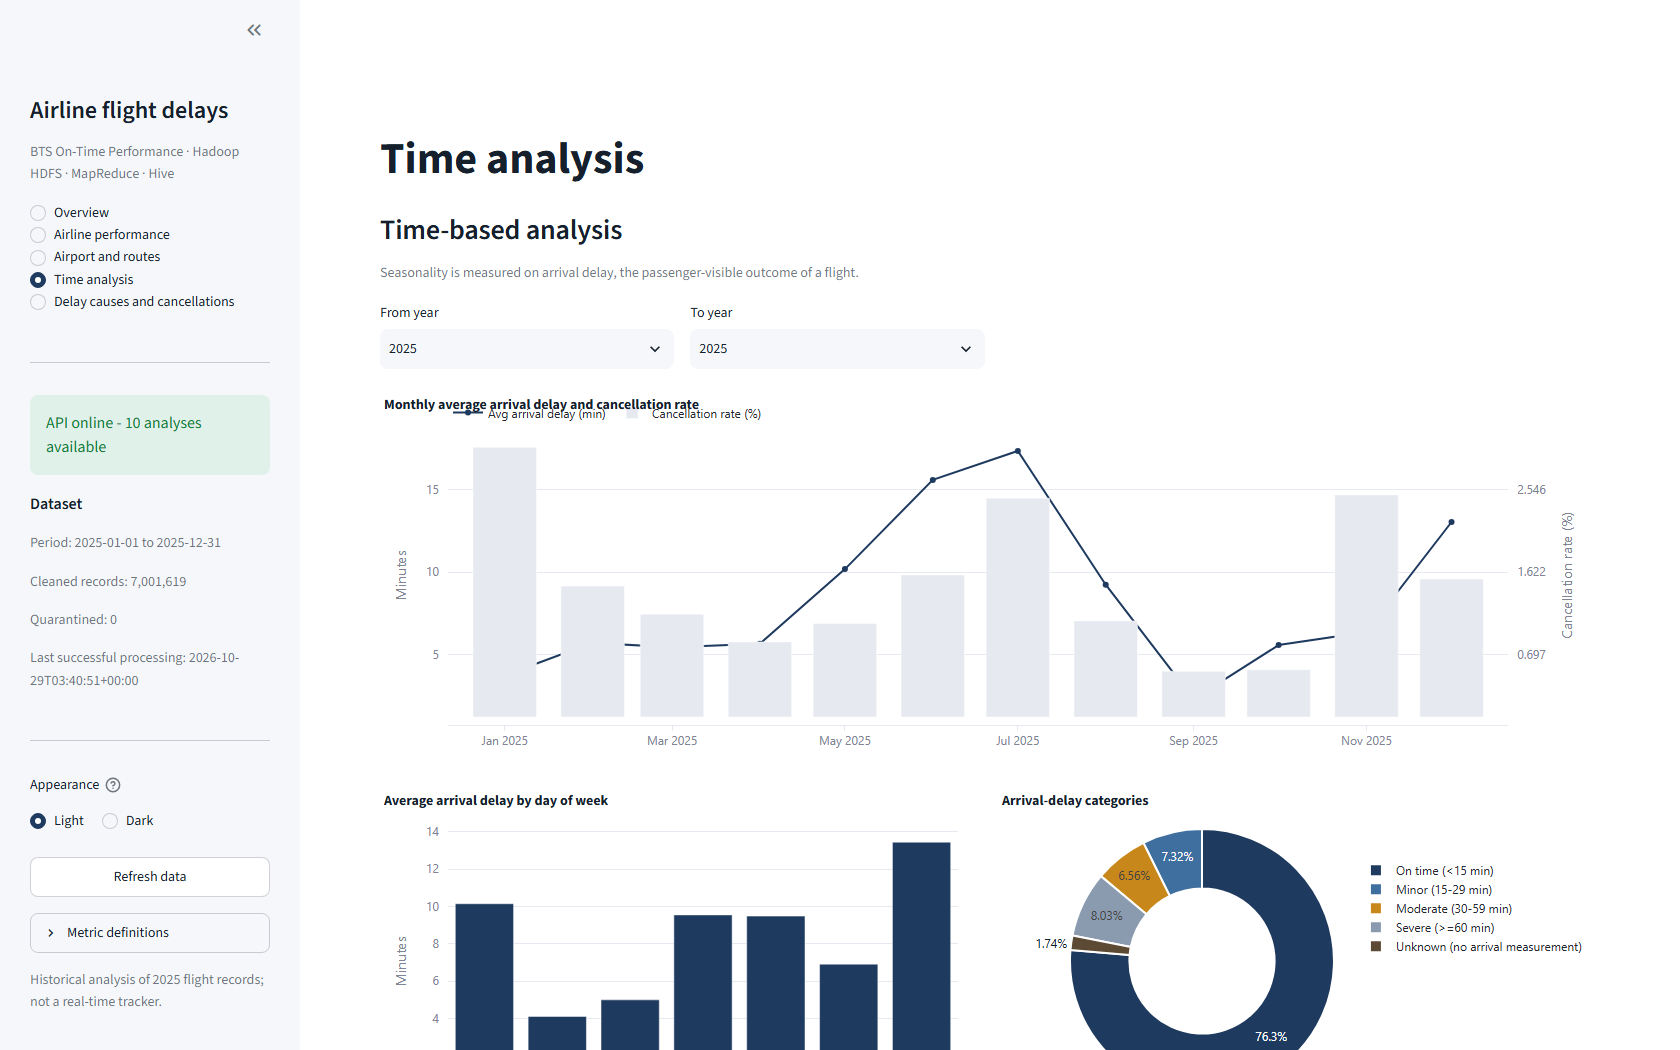 Airline flight delays
BTS On-Time Performance · Hadoop
HDFS · MapReduce · Hive
Overview
Airline performance
Airport and routes
Time analysis
Delay causes and cancellations
API online - 10 analyses
available
Dataset
Period: 2025-01-01 to 2025-12-31
Cleaned records: 7,001,619
Quarantined: 0
Last successful processing: 2026-10-
29T03:40:51+00:00
Appearance
Light Dark
Refresh data
Metric definitions
Historical analysis of 2025 flight records;
not a real-time tracker.
Time analysis
Time-based analysis
Seasonality is measured on arrival delay, the passenger-visible outcome of a flight.
From year To year
2025 2025
Monthly average arrival delay and cancellation rate
Avg arrival delay (min) Cancellation rate (%)
15 2.546
10 1.622
5 0.697
Minutes
Cancellation rate (%)
Jan 2025 Mar 2025 May 2025 Jul 2025 Sep 2025 Nov 2025
Average arrival delay by day of week
14
12
10
8
6
4
Minutes
Arrival-delay categories
7.32%
6.56%
8.03%
1.74%
76.3%
On time (<15 min)
Minor (15-29 min)
Moderate (30-59 min)
Severe (>=60 min)
Unknown (no arrival measurement)